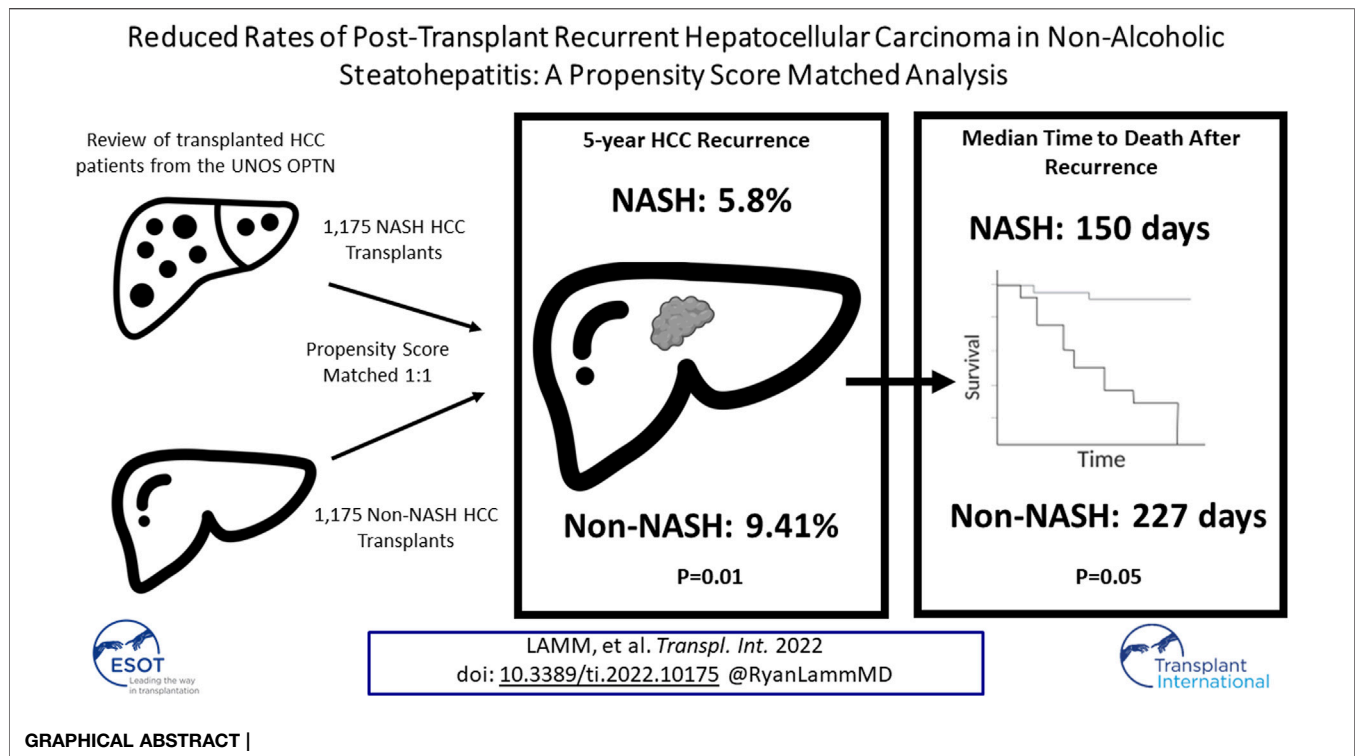 Reduced Rates of Post-Transplant Recurrent Hepatocellular Carcinoma in Non-Alcoholic
Steatohepatitis: A Propensity Score Matched Analysis
Review of transplanted HCC
patients from the UNOS OPTN
1,175 NASH HCC
Transplants
Propensity Score
Matched 1:1
1,175 Non-NASH HCC
Transplants
5-year HCC Recurrence
NASH: 5.8%
Non-NASH: 9.41%
P=0.01
Median Time to Death After
Recurrence
NASH: 150 days
Survival
Time
Non-NASH: 227 days
P=0.05
ESOT
Leading the way
in transplantation
LAMM, et al. Transpl. Int. 2022
doi: 10.3389/ti.2022.10175 @RyanLammMD
Transplant
International
GRAPHICAL ABSTRACT |